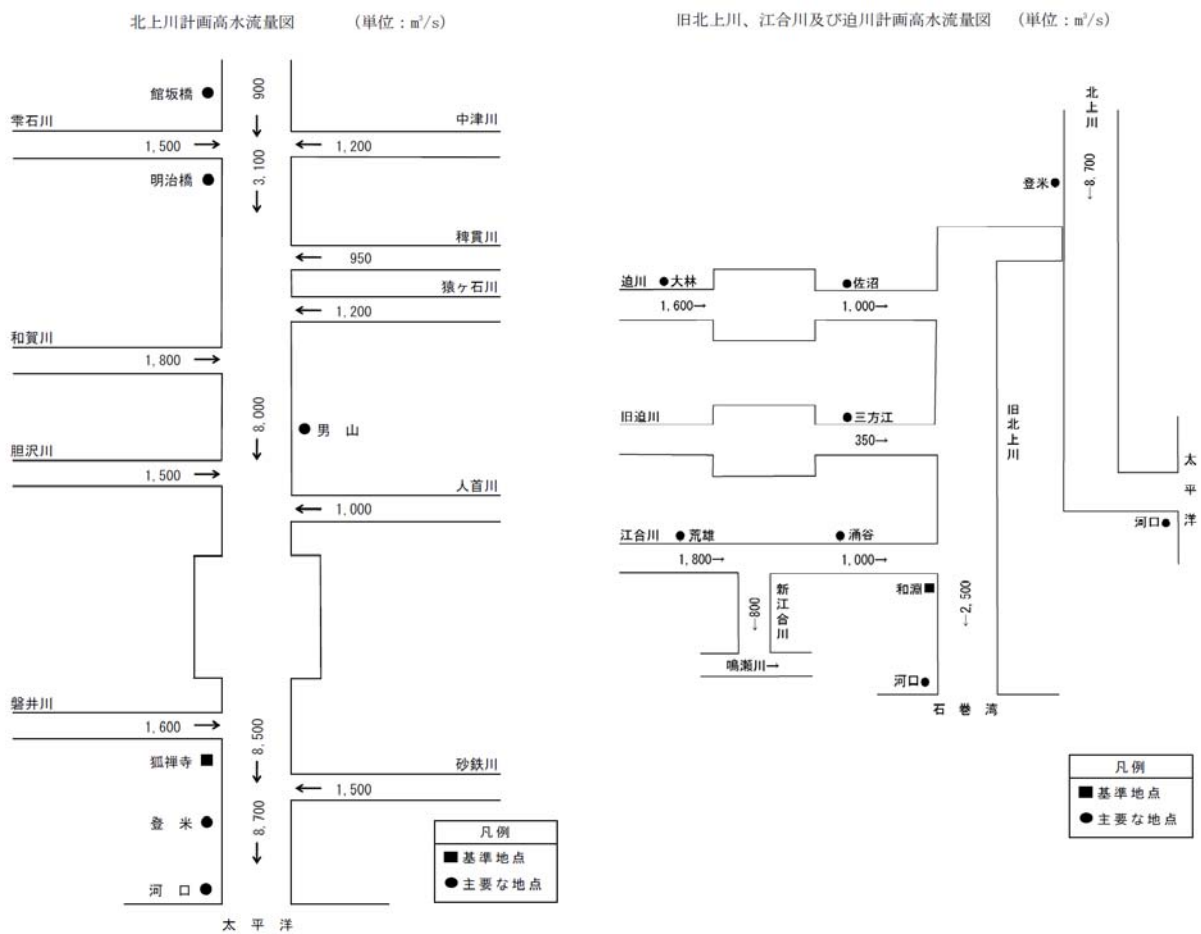 北上川計画高水流量図 (単位:m³/s)
館坂橋
900
雫石川
中津川
1,500
1,200
3,100
明治橋
稗貫川
950
猿ヶ石川
1,200
和賀川
1,800
8,000
男山
胆沢川
1,500
人首川
1,000
磐井川
1,600
8,500
狐禅寺
砂鉄川
1,500
8,700
登米
河口
太平洋
凡例
基準地点
主要な地点
旧北上川、江合川及び迫川計画高水流量図 (単位:m³/s)
北上川
←8,700
登米
迫川
大林
佐沼
1,600→
1,000→
旧迫川
三方江
350→
旧北上川
太平洋
河口
江合川
荒雄
涌谷
1,800→
1,000→
新江合川
←800
和淵
←2,500
鳴瀬川→
河口
石巻湾
凡例
基準地点
主要な地点